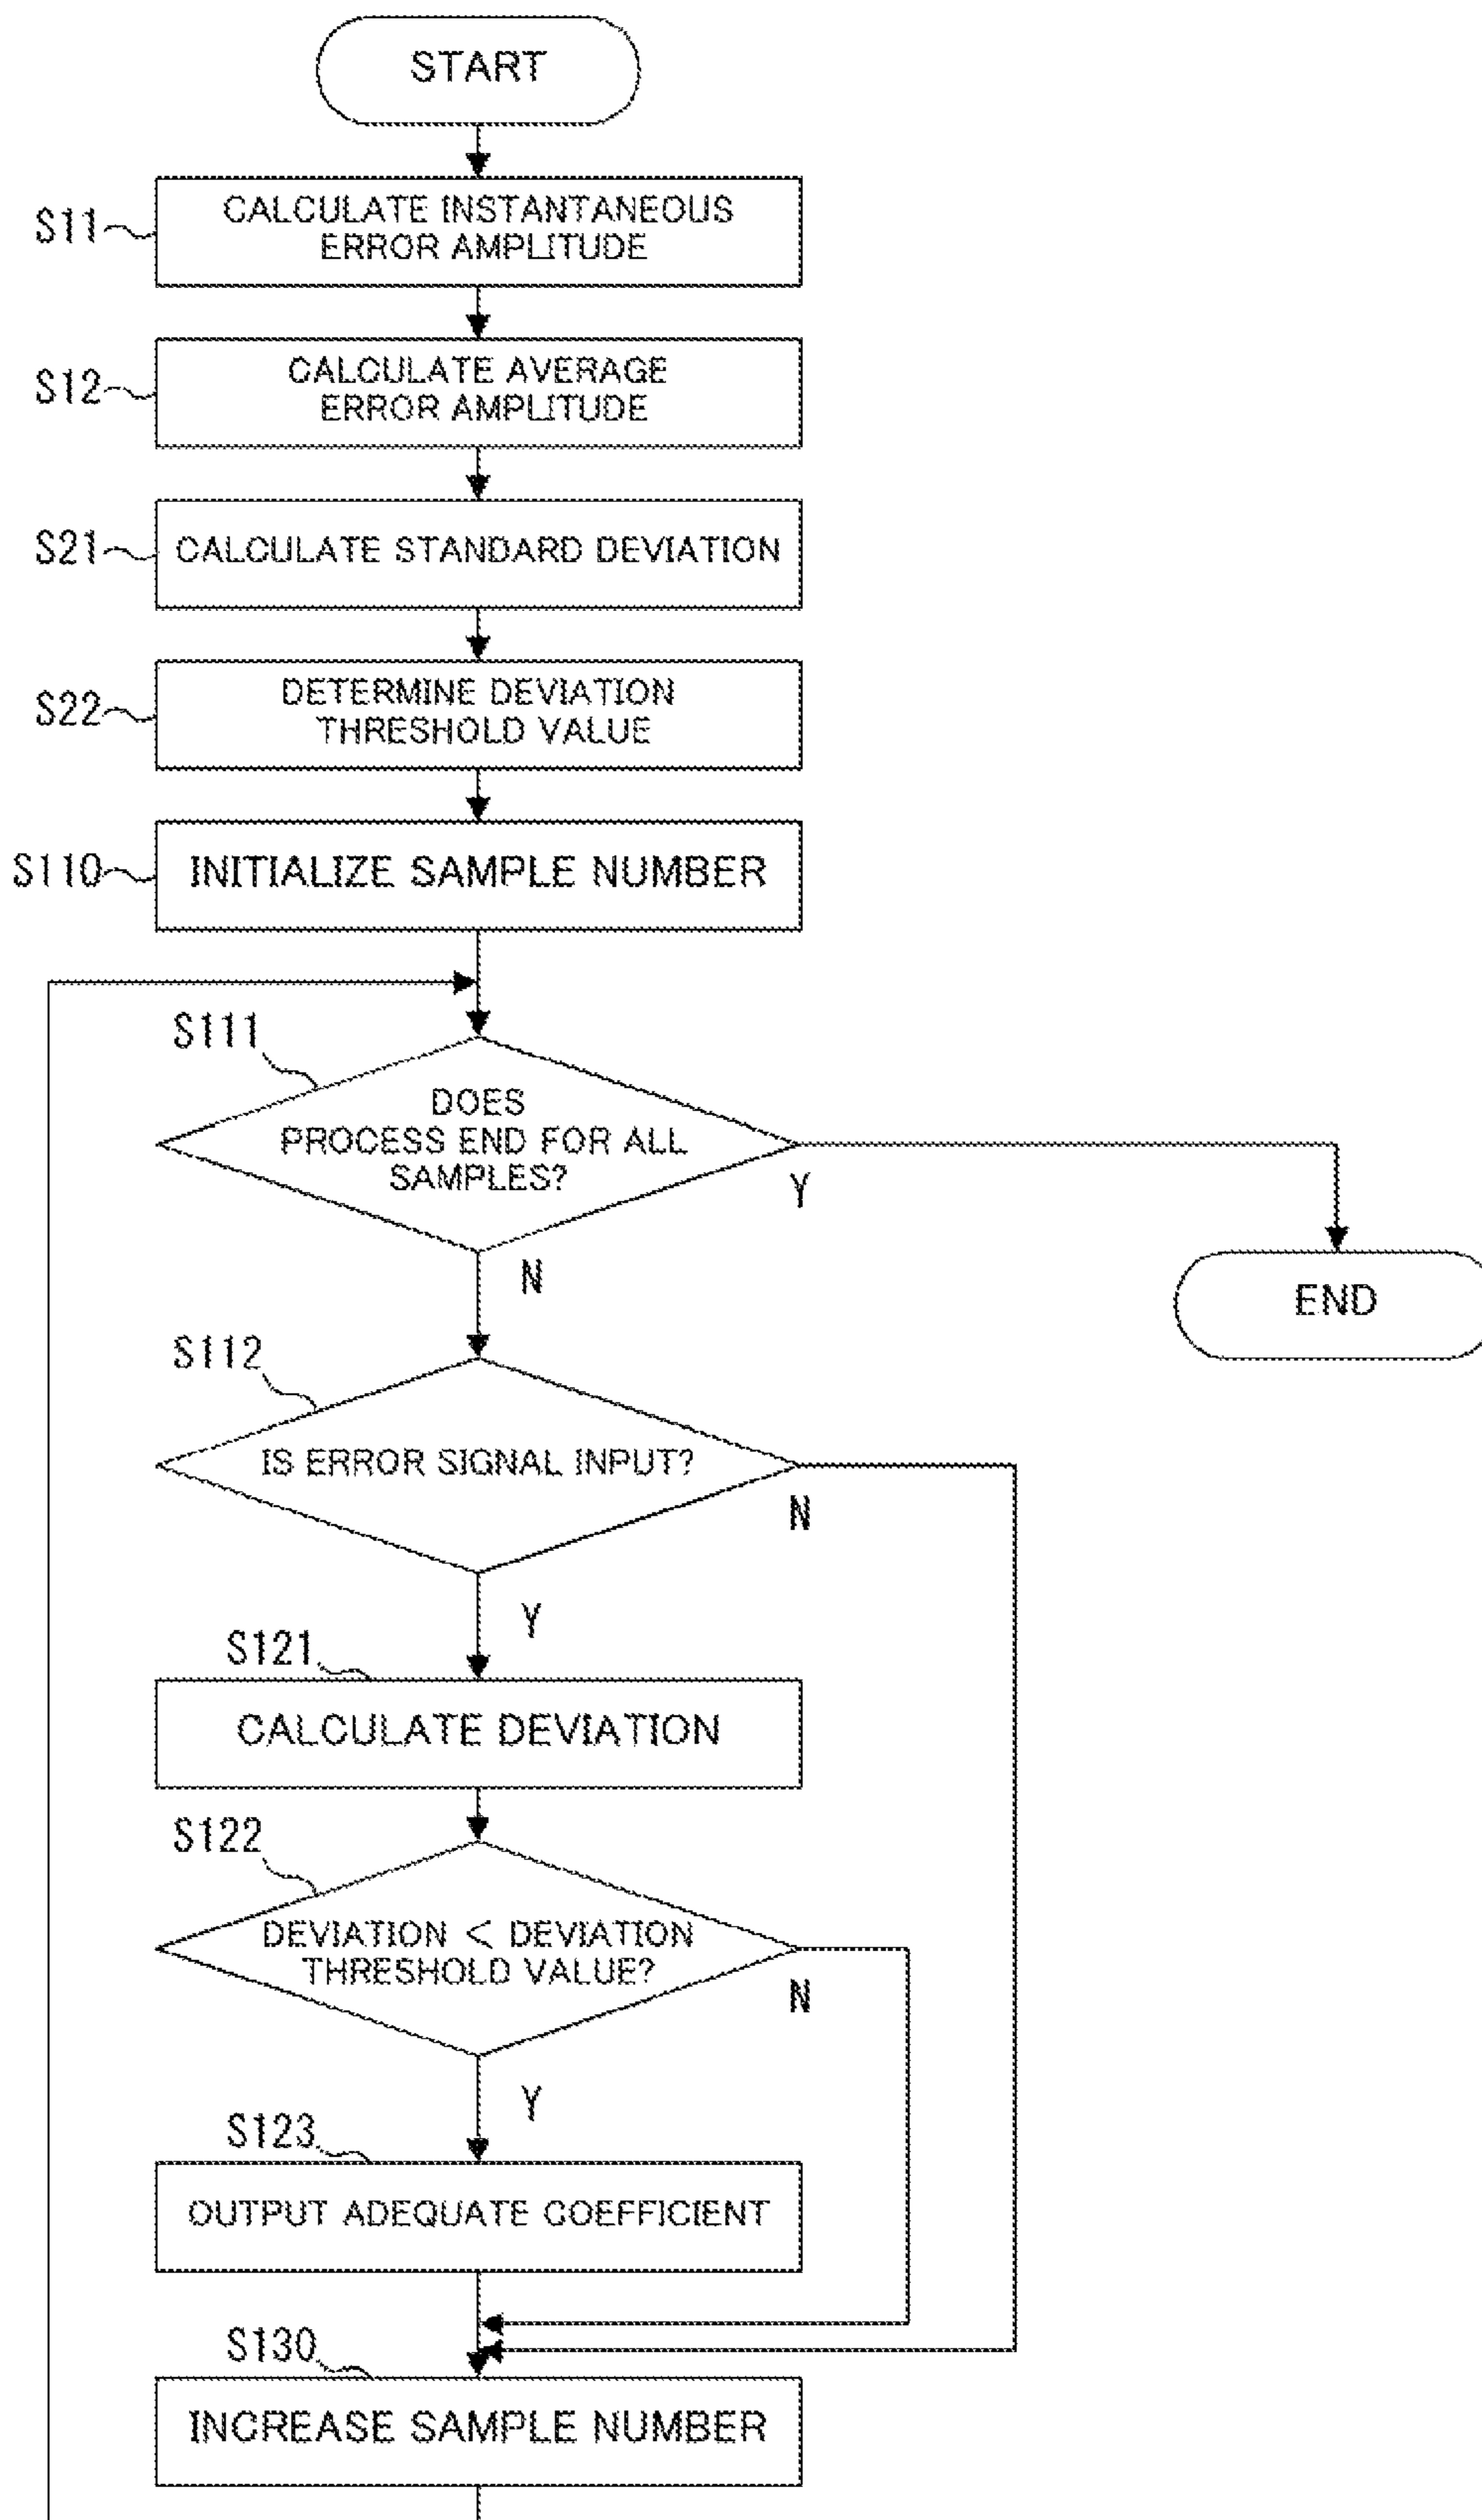 START
S11
CALCULATE INSTANTANEOUS
ERROR AMPLITUDE
S12
CALCULATE AVERAGE
ERROR AMPLITUDE
S21
CALCULATE STANDARD DEVIATION
S22
DETERMINE DEVIATION
THRESHOLD VALUE
S110
INITIALIZE SAMPLE NUMBER
S111
DOES
PROCESS END FOR ALL
SAMPLES?
Y
N
END
S112
IS ERROR SIGNAL INPUT?
N
Y
S121
CALCULATE DEVIATION
S122
DEVIATION < DEVIATION
THRESHOLD VALUE?
N
Y
S123
OUTPUT ADEQUATE COEFFICIENT
S130
INCREASE SAMPLE NUMBER